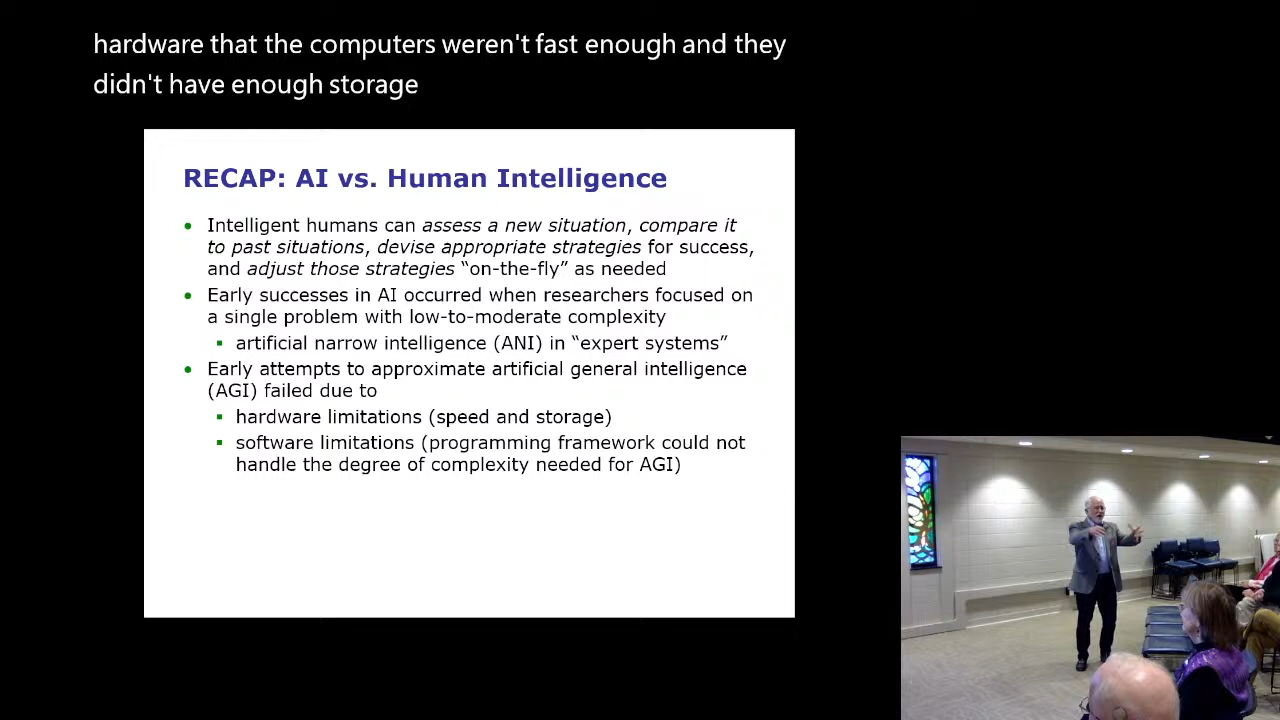 hardware that the computers weren't fast enough and they
didn't have enough storage
RECAP: AI vs. Human Intelligence
• Intelligent humans can assess a new situation, compare it
to past situations, devise appropriate strategies for success,
and adjust those strategies “on-the-fly” as needed
• Early successes in AI occurred when researchers focused on
a single problem with low-to-moderate complexity
▪ artificial narrow intelligence (ANI) in “expert systems”
• Early attempts to approximate artificial general intelligence
(AGI) failed due to
▪ hardware limitations (speed and storage)
▪ software limitations (programming framework could not
handle the degree of complexity needed for AGI)